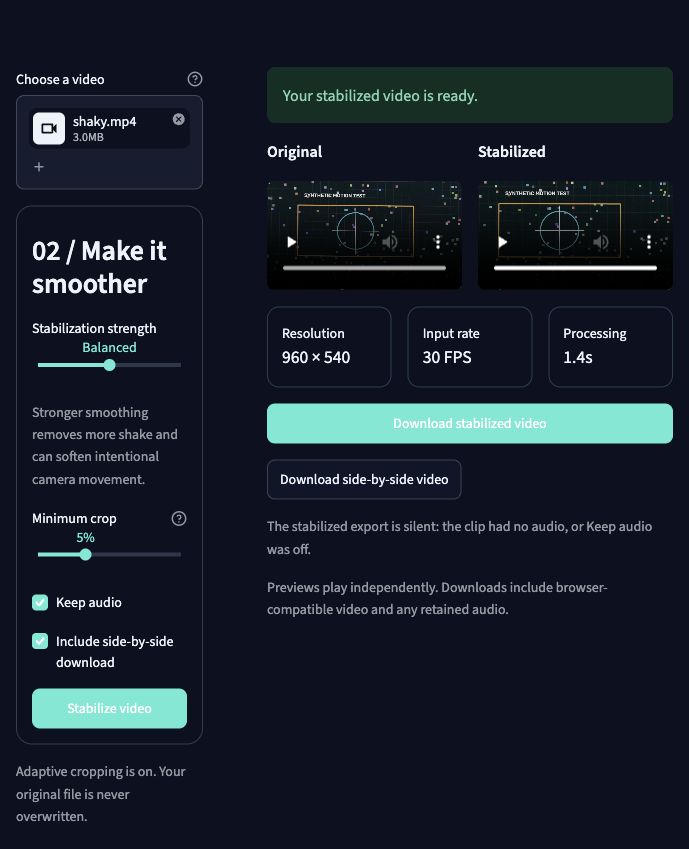 Choose a video
?
shaky.mp4
3.0MB
+
02 / Make it
smoother
Stabilization strength
Balanced
Stronger smoothing
removes more shake and
can soften intentional
camera movement.
Minimum crop
?
5%
Keep audio
Include side-by-side
download
Stabilize video
Adaptive cropping is on. Your
original file is never
overwritten.
Your stabilized video is ready.
Original
Stabilized
SYNTHETIC MOTION TEST
SYNTHETIC MOTION TEST
Resolution
960 × 540
Input rate
30 FPS
Processing
1.4s
Download stabilized video
Download side-by-side video
The stabilized export is silent: the clip had no audio, or Keep audio
was off.
Previews play independently. Downloads include browser-
compatible video and any retained audio.